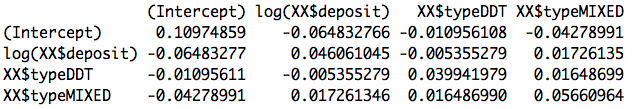 (Intercept) log(XX$deposit) XX$typeDDT XX$typeMIXED
(Intercept) 0.10974859 -0.064832766 -0.010956108 -0.04278991
log(XX$deposit) -0.06483277 0.046061045 -0.005355279 0.01726135
XX$typeDDT -0.01095611 -0.005355279 0.039941979 0.01648699
XX$typeMIXED -0.04278991 0.017261346 0.016486990 0.05660964